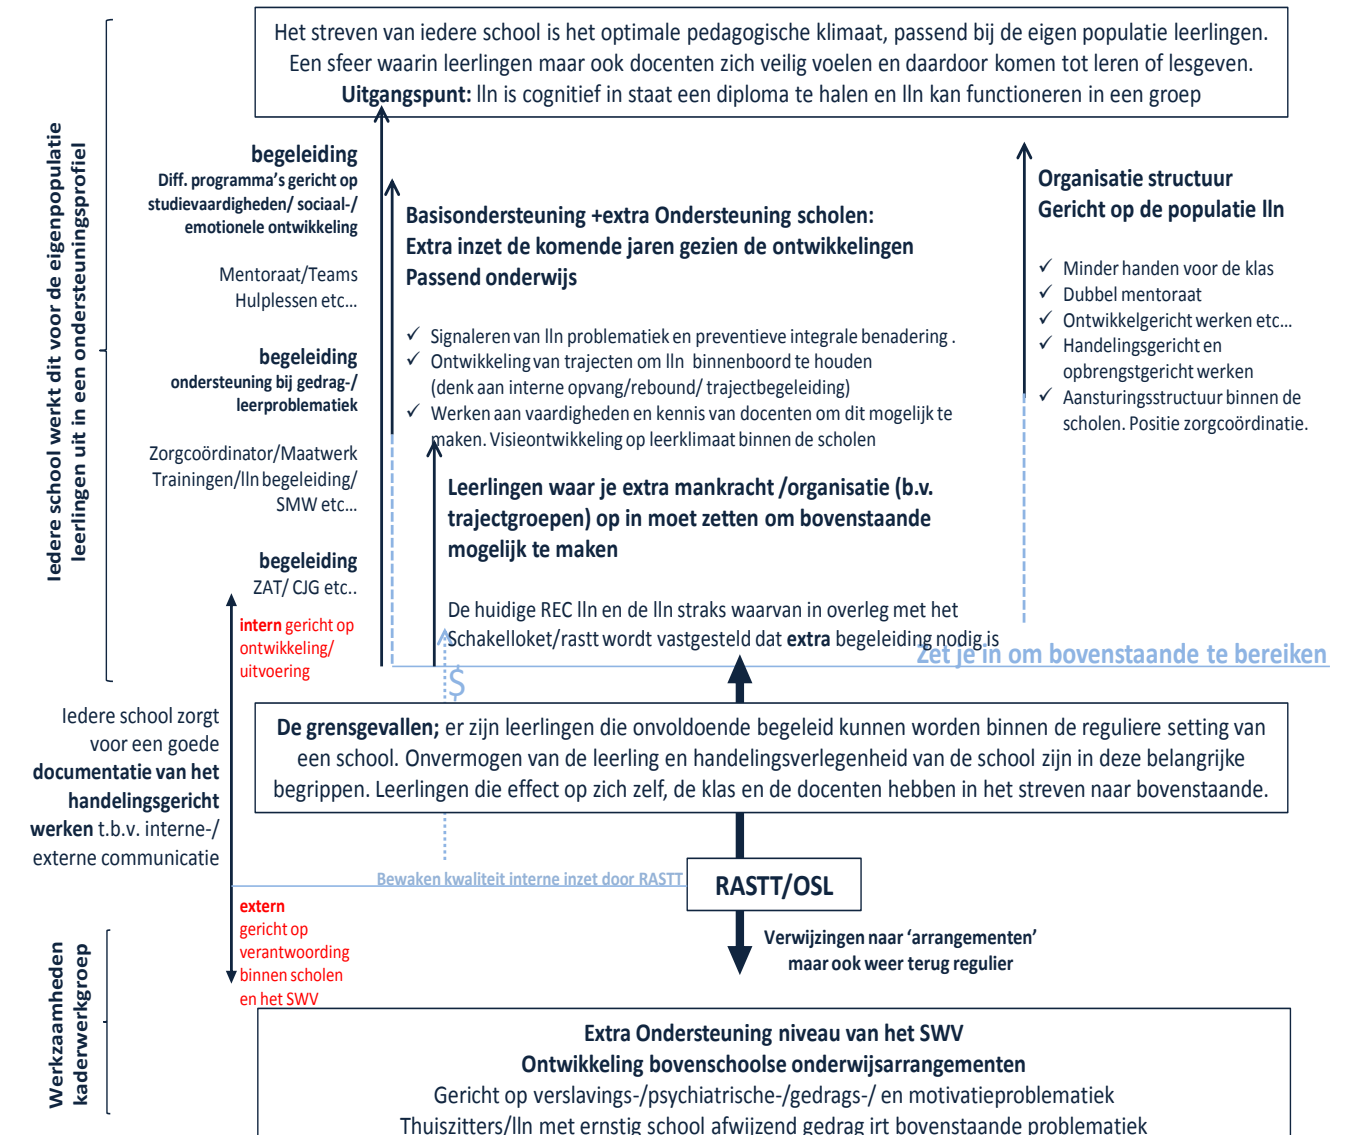 Het streven van iedere school is het optimale pedagogische klimaat, passend bij de eigen populatie leerlingen.
Een sfeer waarin leerlingen maar ook docenten zich veilig voelen en daardoor komen tot leren of lesgeven.
Uitgangspunt: lln is cognitief in staat een diploma te halen en lln kan functioneren in een groep
Iedere school werkt dit voor de eigenpopulatie
leerlingen uit in een ondersteuningsprofiel
begeleiding
Diff. programma's gericht op
studievaardigheden/ sociaal-/
emotionele ontwikkeling
Mentoraat/Teams
Hulplessen etc...
begeleiding
ondersteuning bij gedrag-/
leerproblematiek
Zorgcoördinator/Maatwerk
Trainingen/lln begeleiding/
SMW etc...
begeleiding
ZAT/ CJG etc..
intern gericht op
ontwikkeling/
uitvoering
Basisondersteuning +extra Ondersteuning scholen:
Extra inzet de komende jaren gezien de ontwikkelingen
Passend onderwijs
✓ Signaleren van lln problematiek en preventieve integrale benadering .
✓ Ontwikkeling van trajecten om lln binnenboord te houden
(denk aan interne opvang/rebound/ trajectbegeleiding)
✓ Werken aan vaardigheden en kennis van docenten om dit mogelijk te
maken. Visieontwikkeling op leerklimaat binnen de scholen
Leerlingen waar je extra mankracht /organisatie (b.v.
trajectgroepen) op in moet zetten om bovenstaande
mogelijk te maken
De huidige REC lln en de lln straks waarvan in overleg met het
Schakelloket/rastt wordt vastgesteld dat extra begeleiding nodig is
Organisatie structuur
Gericht op de populatie lln
✓ Minder handen voor de klas
✓ Dubbel mentoraat
✓ Ontwikkelgericht werken etc...
✓ Handelingsgericht en
opbrengstgericht werken
✓ Aansturingsstructuur binnen de
scholen. Positie zorgcoördinatie.
Zet je in om bovenstaande te bereiken
$
Iedere school zorgt
voor een goede
documentatie van het
handelingsgericht
werken t.b.v. interne-/
externe communicatie
De grensgevallen; er zijn leerlingen die onvoldoende begeleid kunnen worden binnen de reguliere setting van
een school. Onvermogen van de leerling en handelingsverlegenheid van de school zijn in deze belangrijke
begrippen. Leerlingen die effect op zich zelf, de klas en de docenten hebben in het streven naar bovenstaande.
Bewaken kwaliteit interne inzet door RASTT
RASTT/OSL
extern
gericht op
verantwoording
binnen scholen
en het SWV
Verwijzingen naar 'arrangementen'
maar ook weer terug regulier
Werkzaamheden
kaderwerkgroep
Extra Ondersteuning niveau van het SWV
Ontwikkeling bovenschoolse onderwijsarrangementen
Gericht op verslavings-/psychiatrische-/gedrags-/ en motivatieproblematiek
Thuiszitters/lln met ernstig school afwijzend gedrag irt bovenstaande problematiek